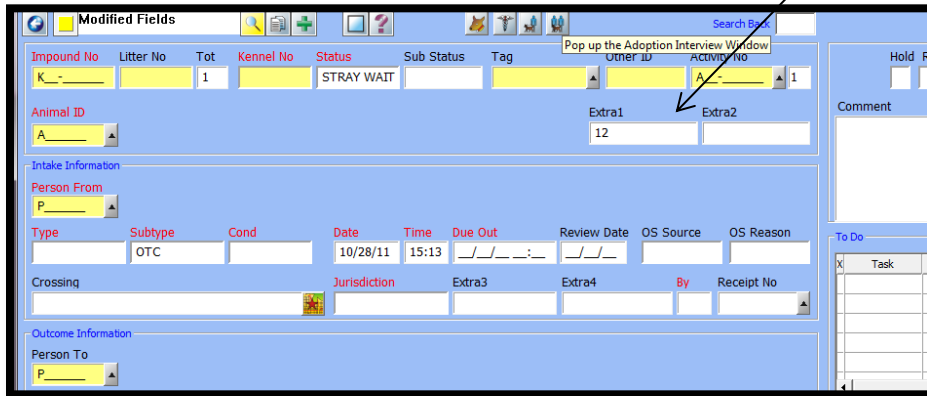 Modified Fields ? Search Back
Pop up the Adoption Interview Window
Impound No Litter No Tot Kennel No Status Sub Status Tag Other ID Activity No Hold
K__-______ 1 STRAY WAIT A__-______ 1
Animal ID Extra1 Extra2 Comment
A______ 12
Intake Information
Person From
P______
Type Subtype Cond Date Time Due Out Review Date OS Source OS Reason To Do
OTC 10/28/11 15:13 __/__/__ __:__ __/__/__
X Task
Crossing Jurisdiction Extra3 Extra4 By Receipt No
Outcome Information
Person To
P______